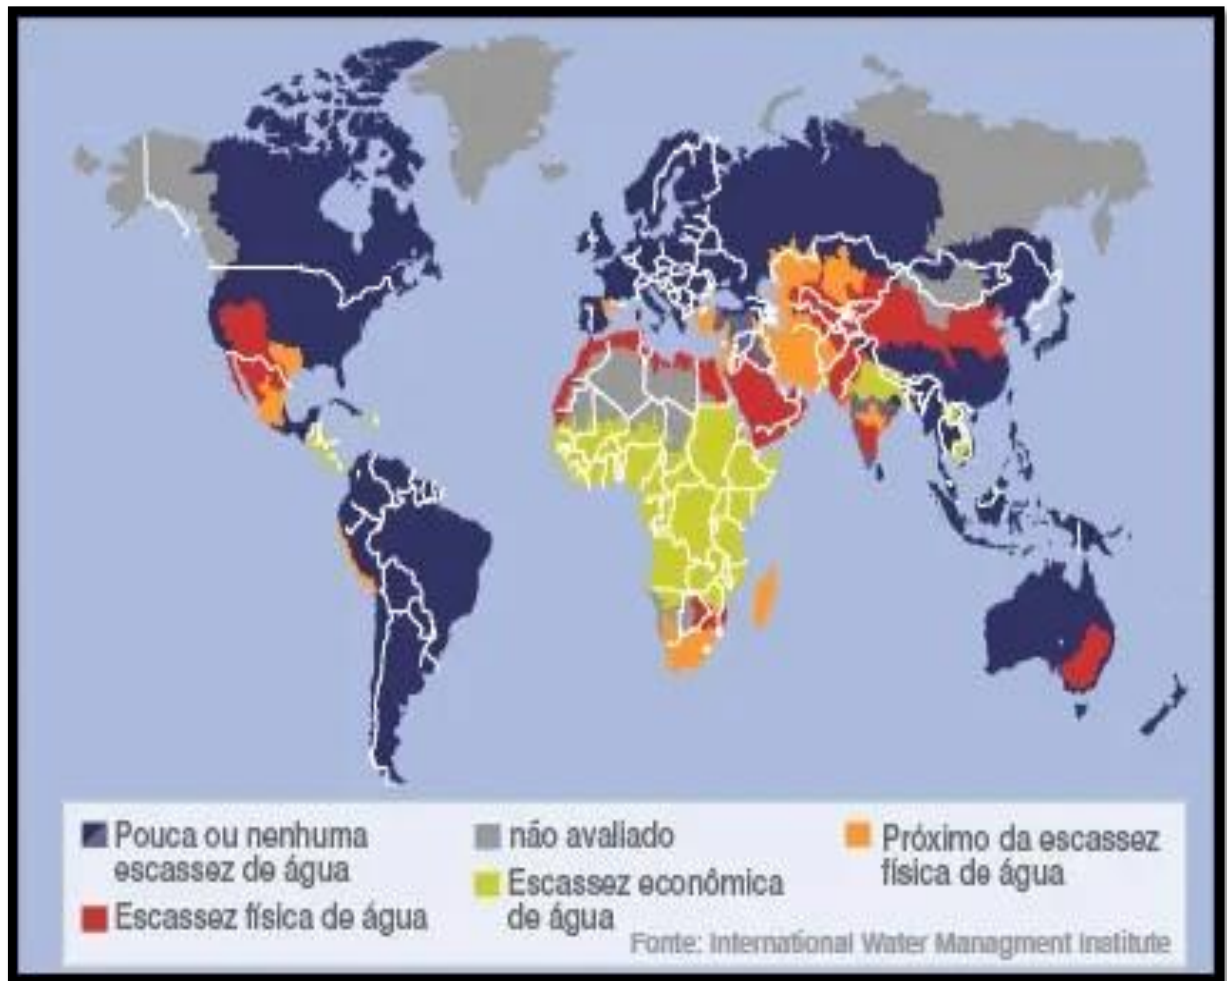 Pouca ou nenhuma
escassez de água
Escassez física de água
não avaliado
Escassez econômica
de água
Próximo da escassez
física de água
Fonte: International Water Managment Institute